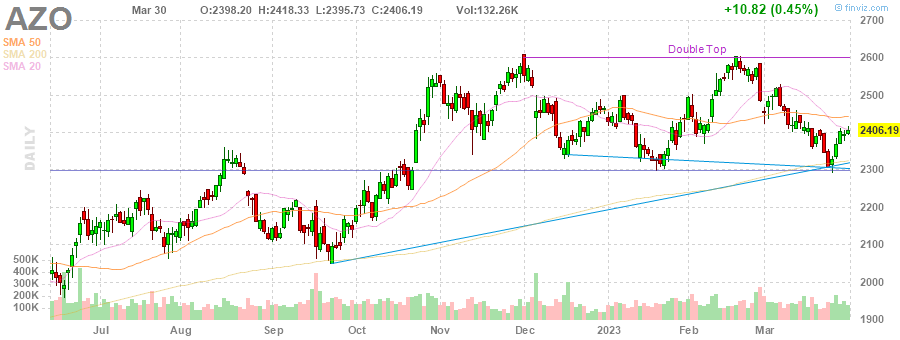 AZO Mar 30 O:2398.20 H:2418.33 L:2395.73 C:2406.19 Vol:132.26K +10.82 (0.45%) finviz.com
SMA 50
SMA 200
SMA 20
DAILY
Double Top
2700
2600
2500
2406.19
2300
2200
2100
2000
1900
500K
400K
300K
200K
100K
Jul Aug Sep Oct Nov Dec 2023 Feb Mar